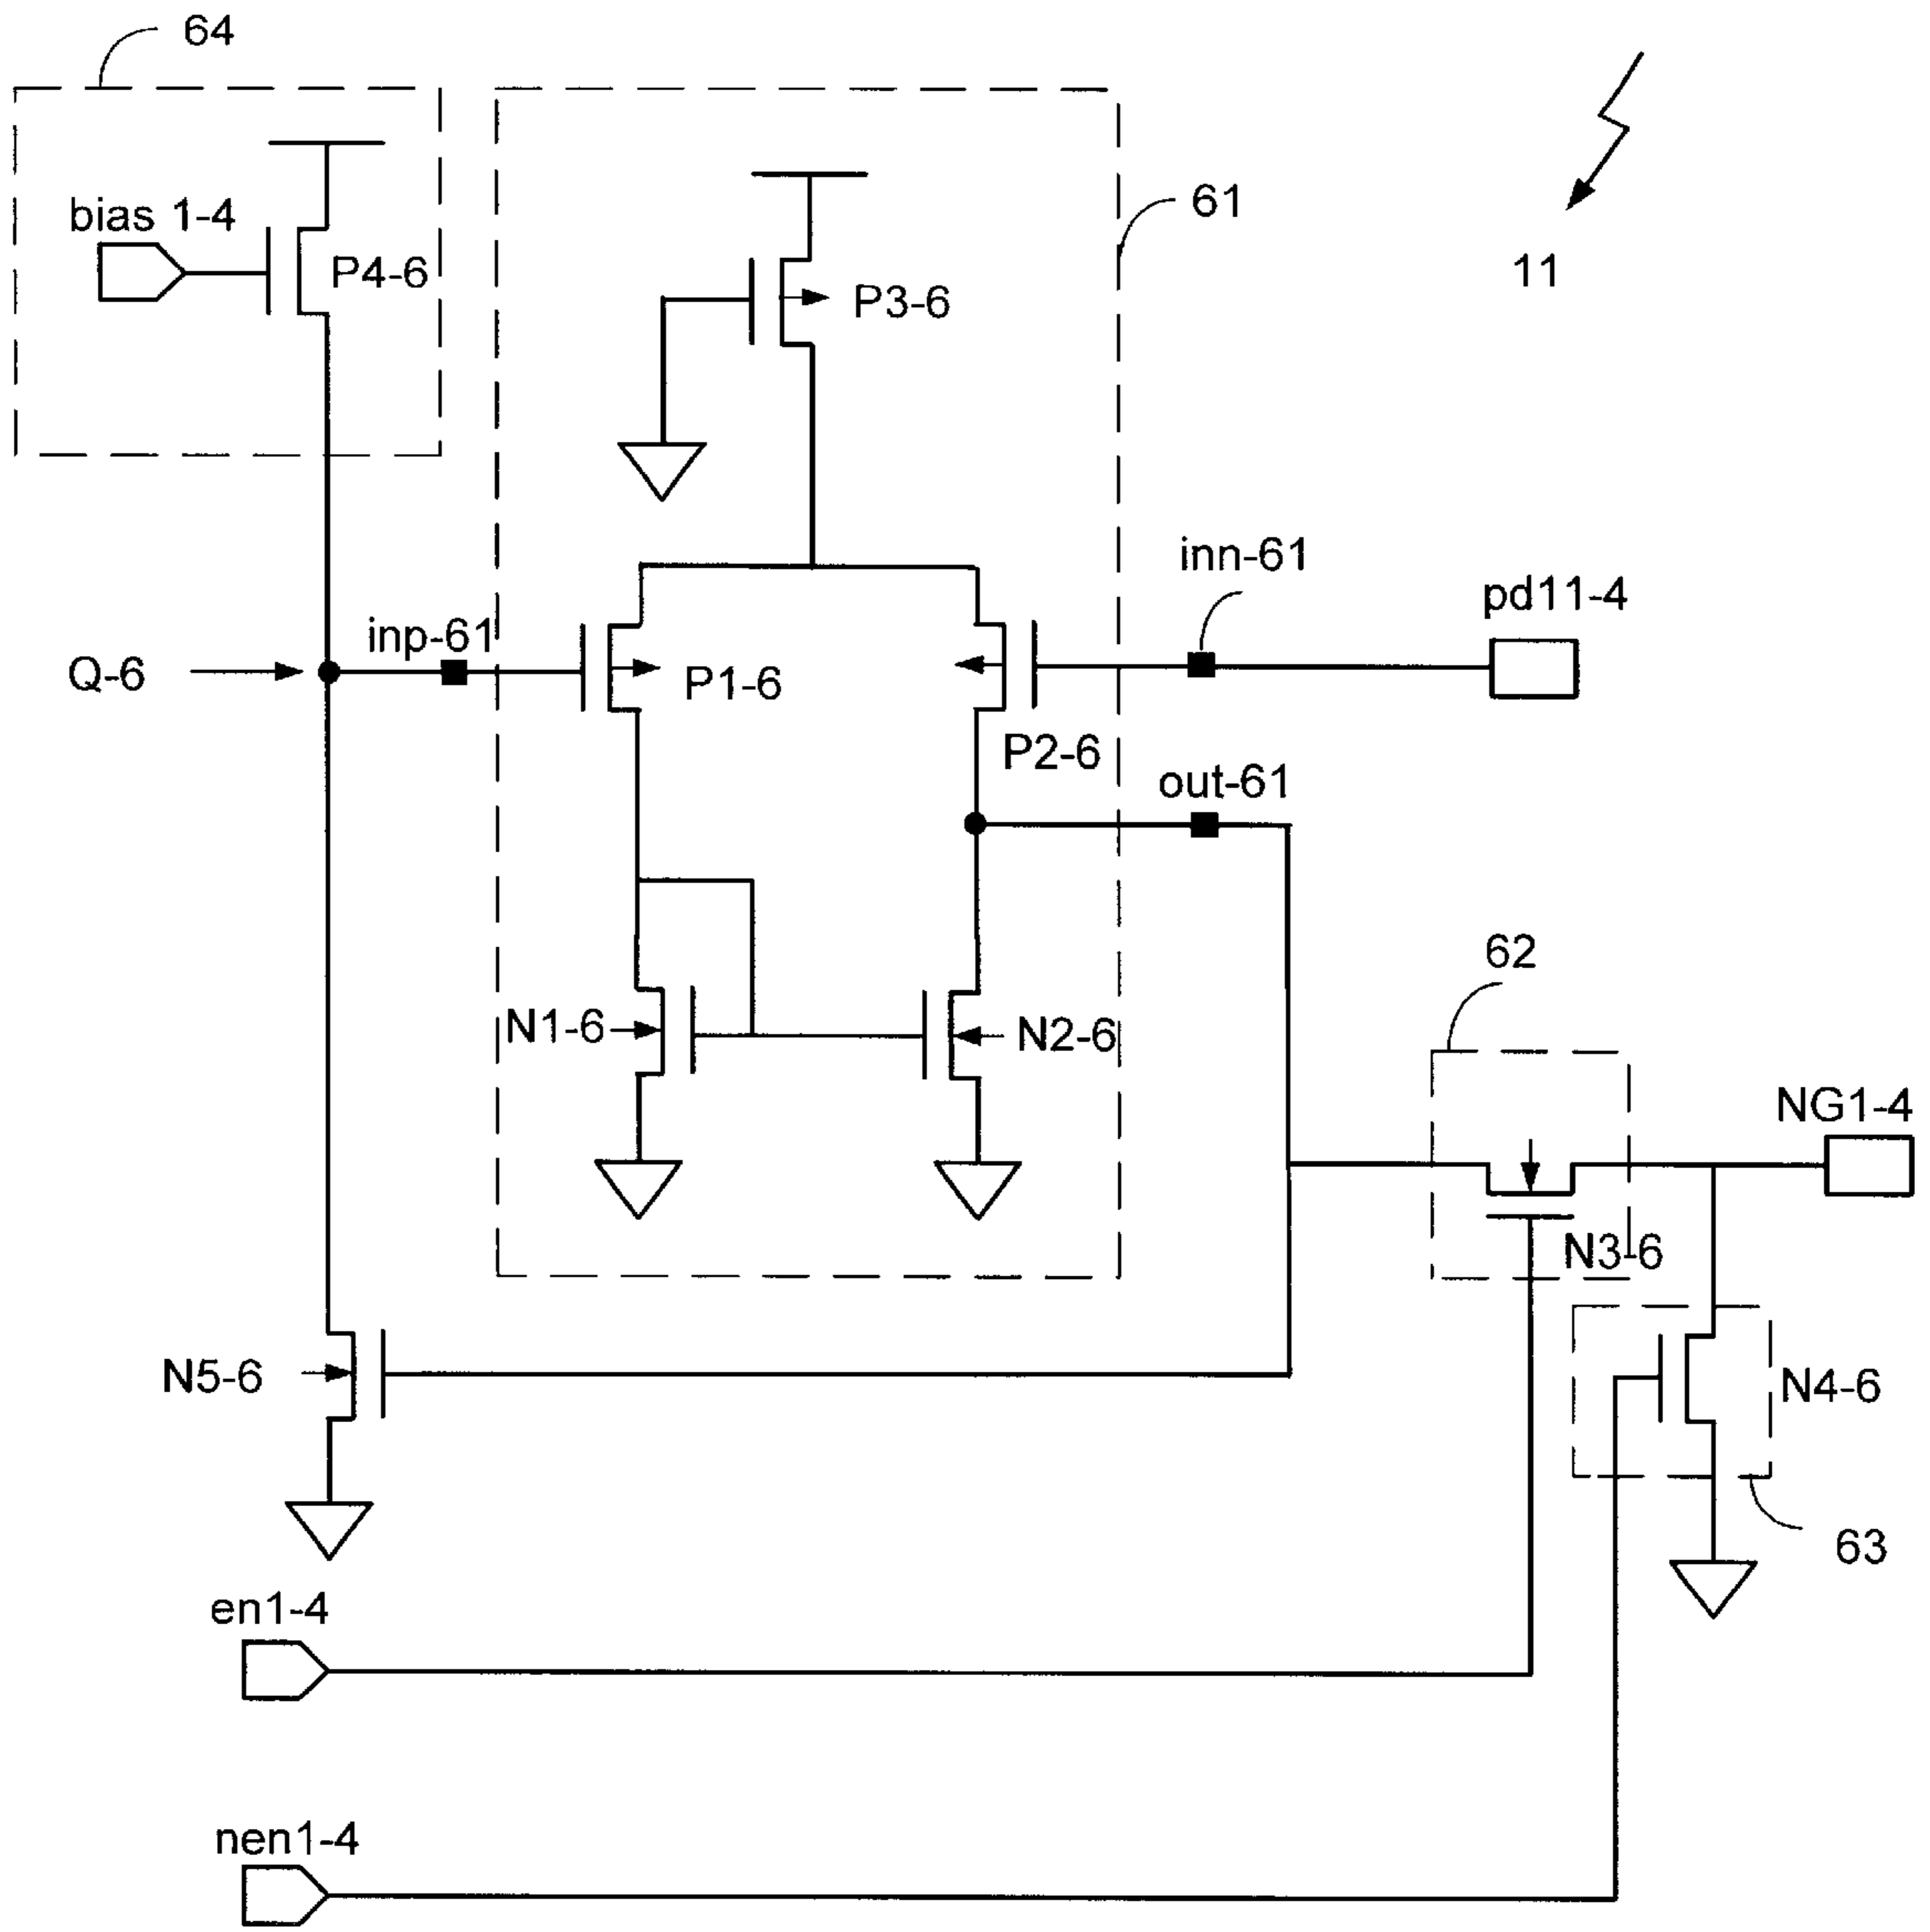 64
bias 1-4
P4-6
61
P3-6
11
inn-61
pd11-4
inp-61
Q-6
P1-6
P2-6
out-61
62
N1-6
N2-6
NG1-4
N3-6
N5-6
N4-6
63
en1-4
nen1-4